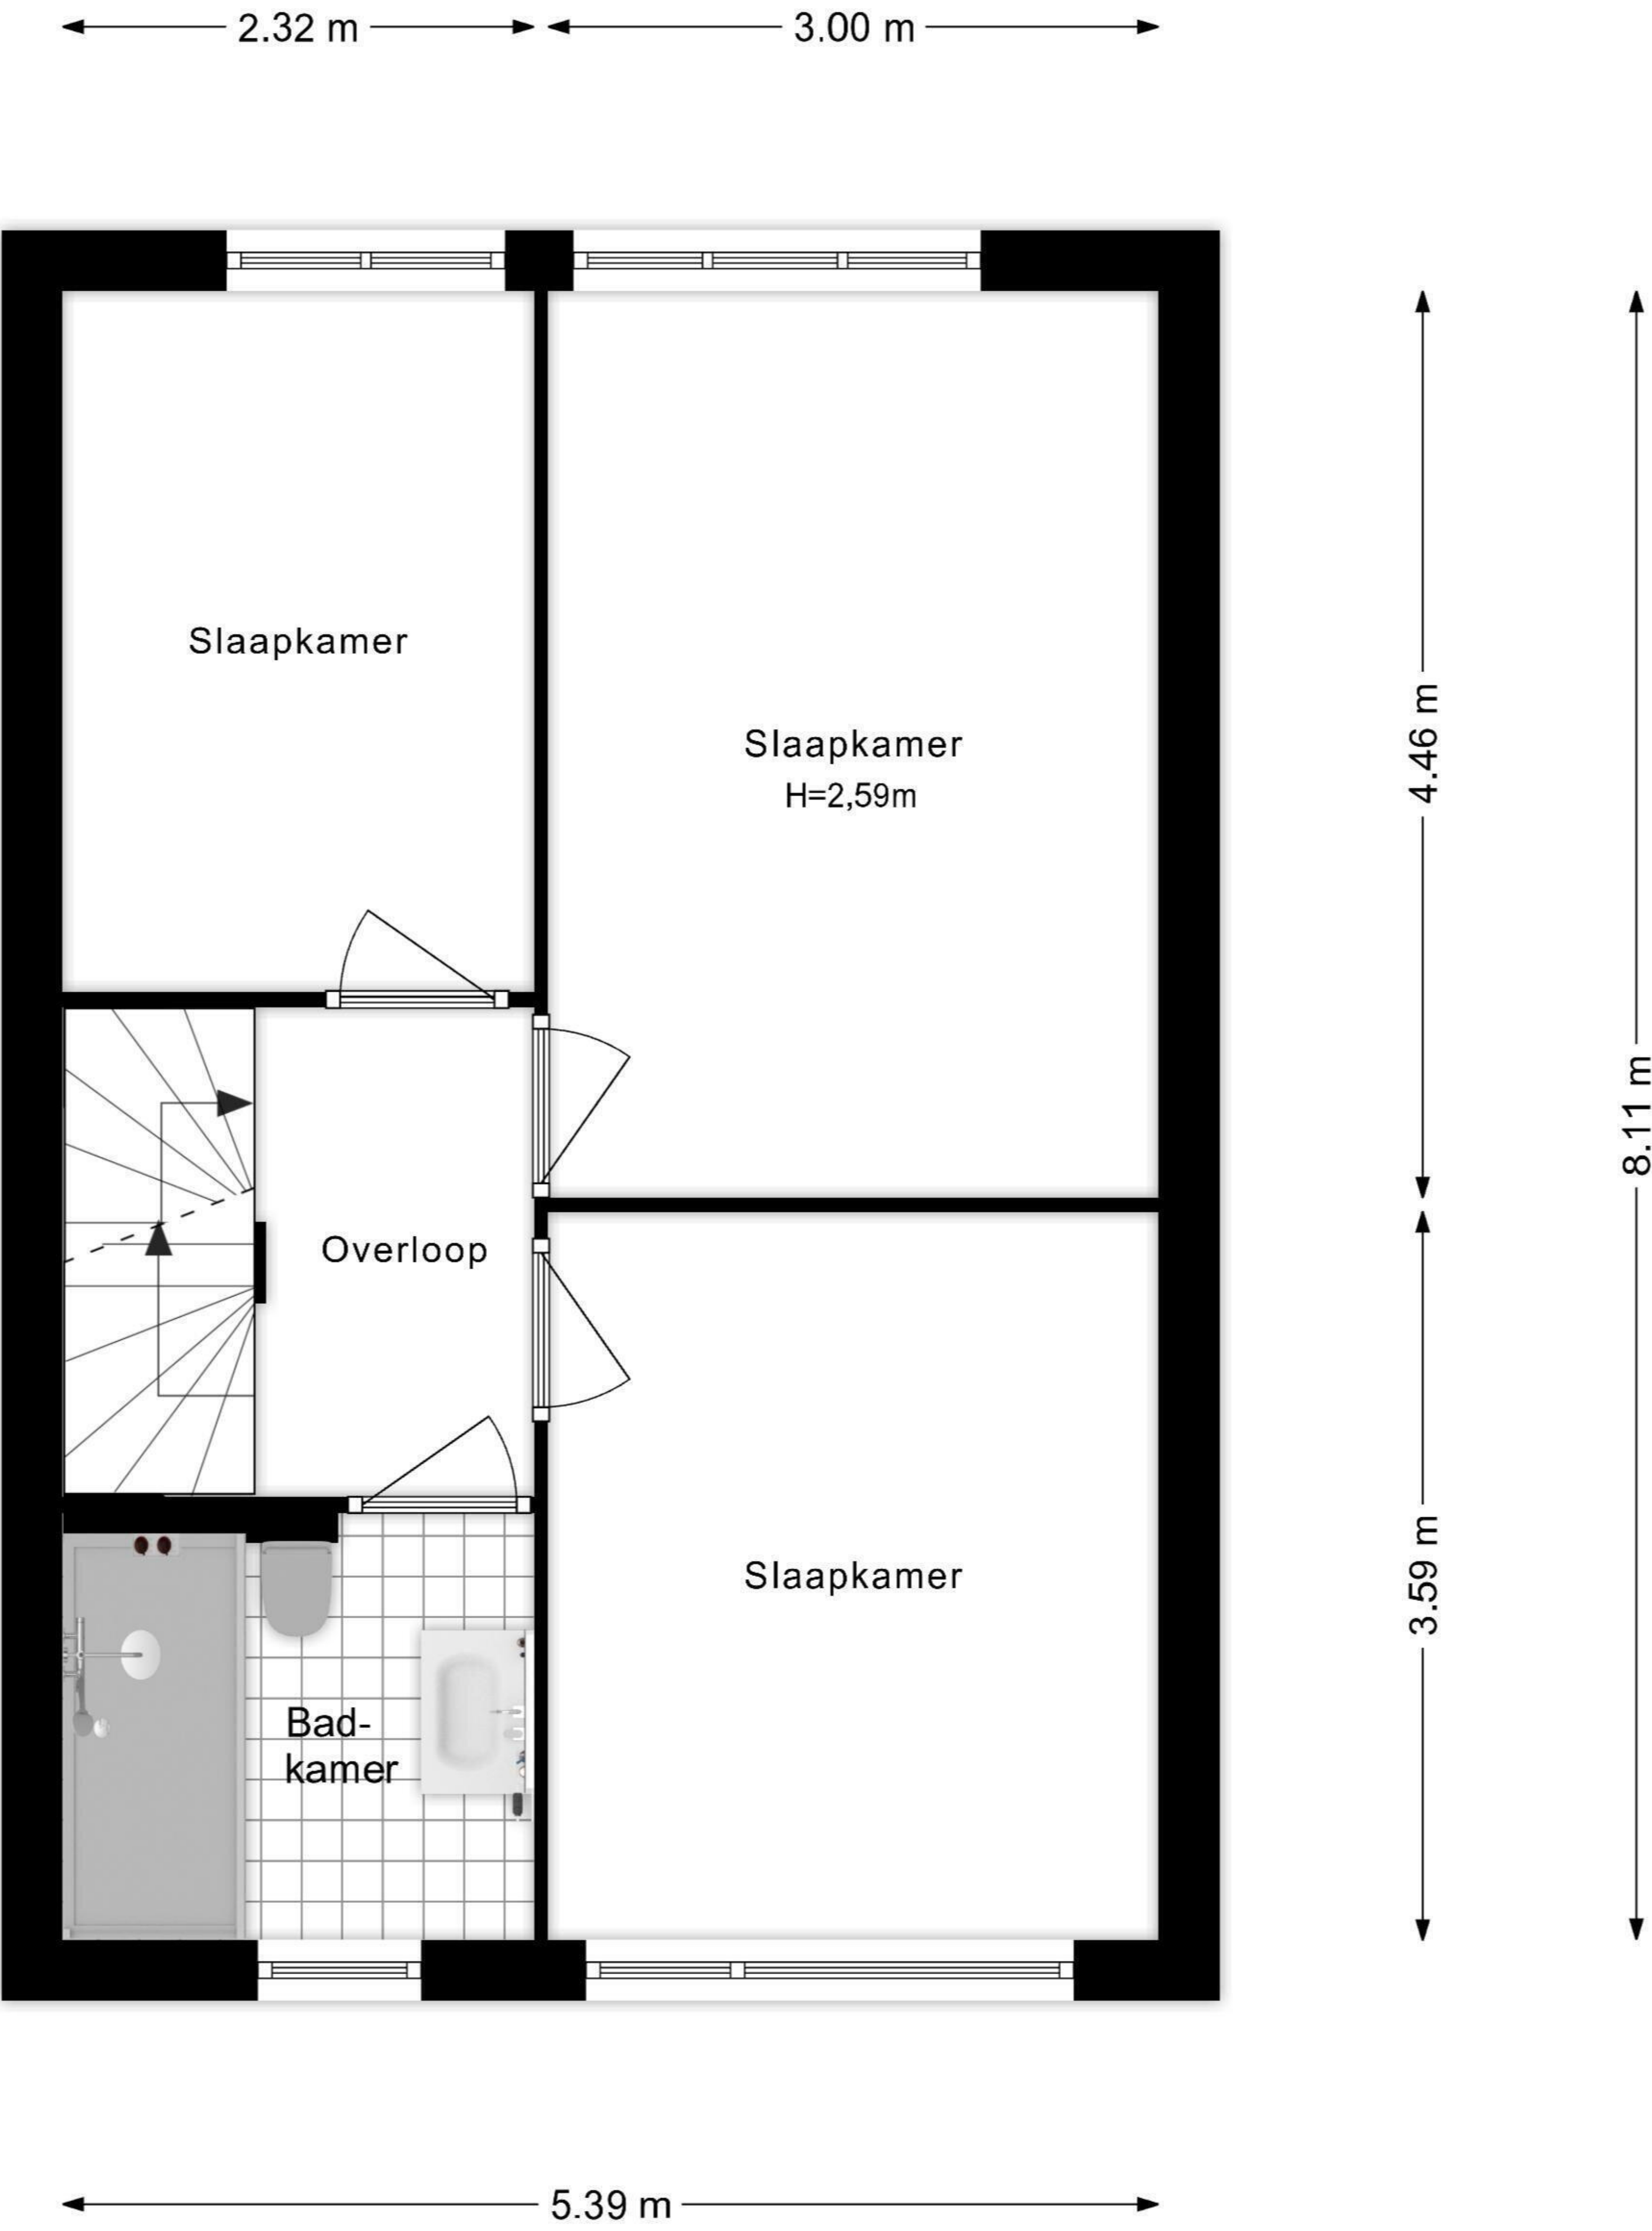 2.32 m
3.00 m
Slaapkamer
Slaapkamer
H=2,59m
4.46 m
8.11 m
Overloop
3.59 m
Slaapkamer
Bad-
kamer
5.39 m